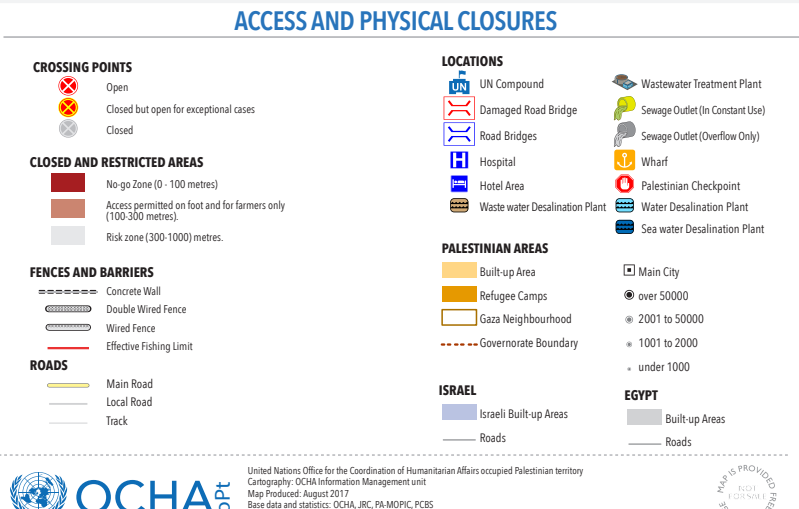 ACCESS AND PHYSICAL CLOSURES
CROSSING POINTS
Open
Closed but open for exceptional cases
Closed
CLOSED AND RESTRICTED AREAS
No-go Zone (0 - 100 metres)
Access permitted on foot and for farmers only
(100-300 metres).
Risk zone (300-1000) metres.
FENCES AND BARRIERS
Concrete Wall
Double Wired Fence
Wired Fence
Effective Fishing Limit
ROADS
Main Road
Local Road
Track
LOCATIONS
UN
UN Compound
Damaged Road Bridge
Road Bridges
H
Hospital
Hotel Area
Waste water Desalination Plant
Wastewater Treatment Plant
Sewage Outlet (In Constant Use)
Sewage Outlet (Overflow Only)
Wharf
Palestinian Checkpoint
Water Desalination Plant
Sea water Desalination Plant
PALESTINIAN AREAS
Built-up Area
Refugee Camps
Gaza Neighbourhood
Governorate Boundary
Main City
over 50000
2001 to 50000
1001 to 2000
under 1000
ISRAEL
Israeli Built-up Areas
Roads
EGYPT
Built-up Areas
Roads
OCHA
oPt
United Nations Office for the Coordination of Humanitarian Affairs occupied Palestinian territory
Cartography: OCHA Information Management unit
Map Produced: August 2017
Base data and statistics: OCHA, JRC, PA-MOPIC, PCBS
MAP IS PROVIDED FREE
NOT
FOR SALE